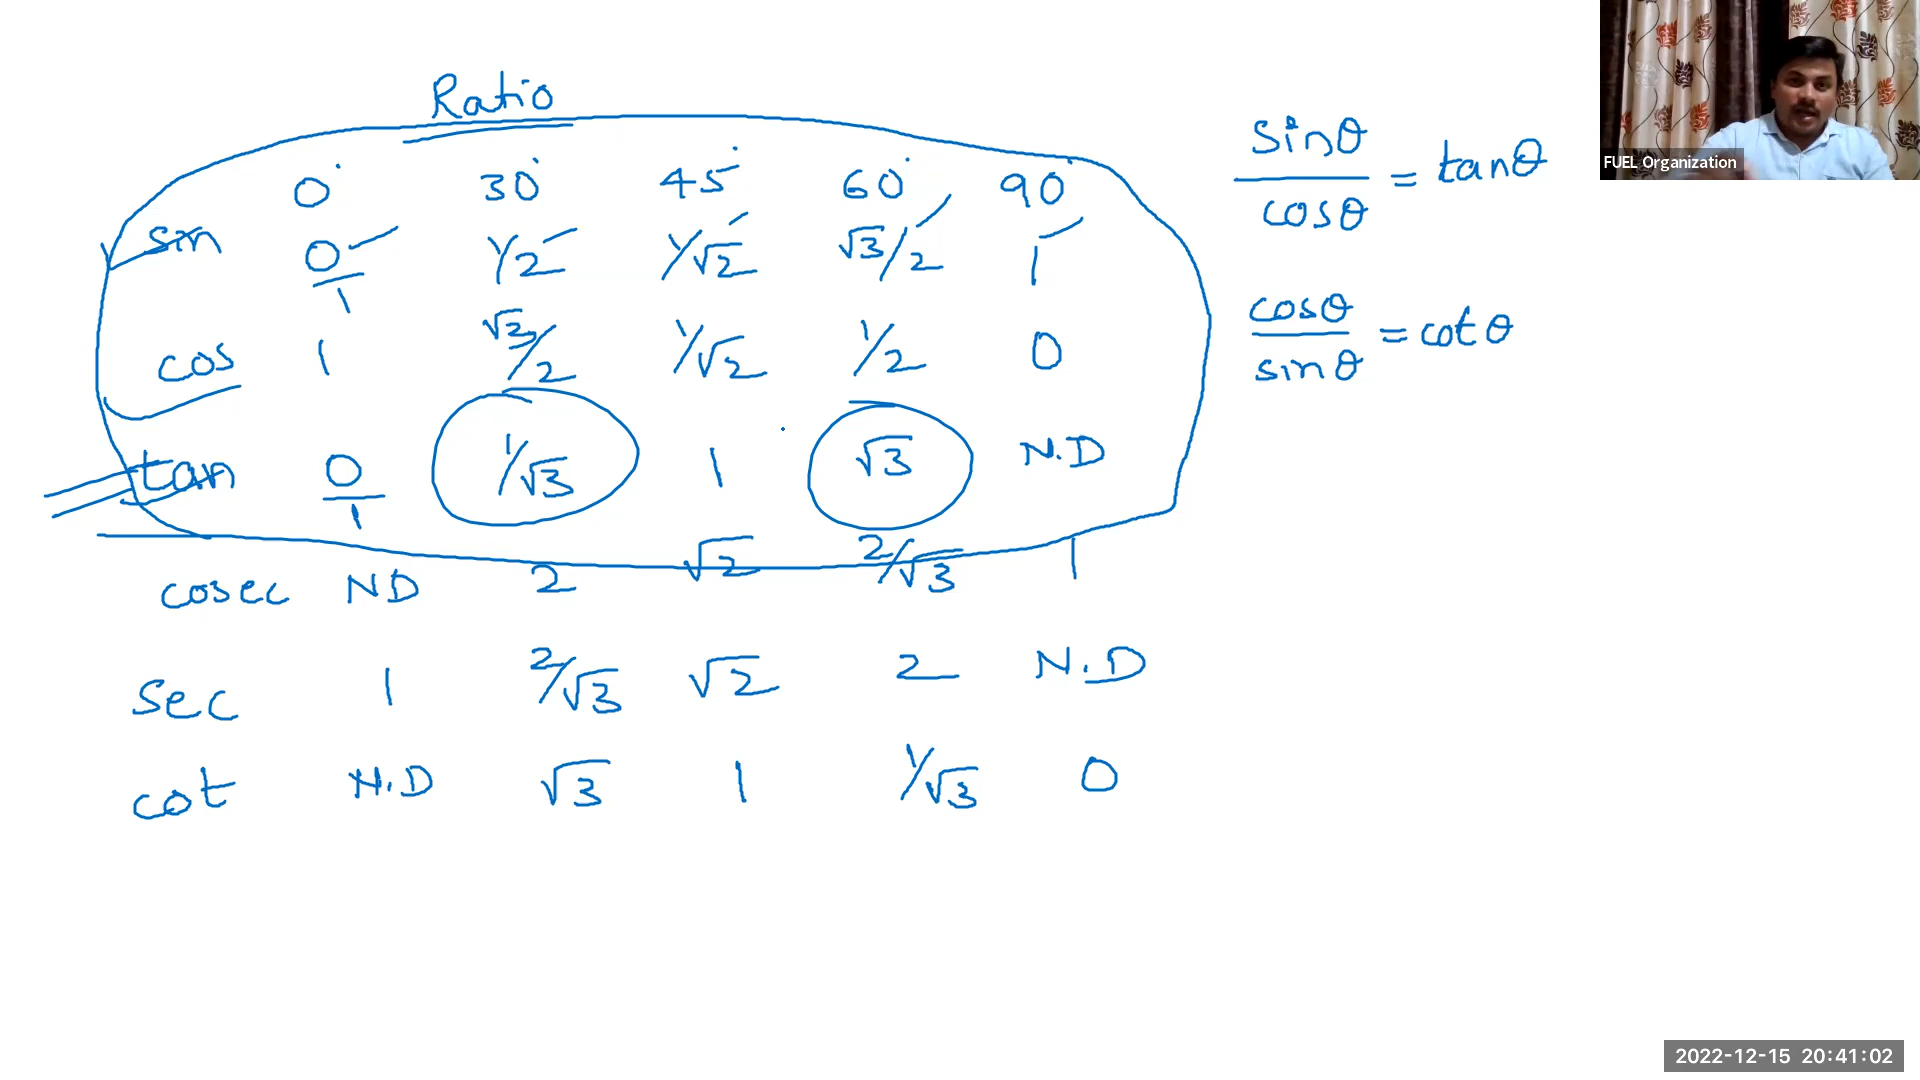 Ratio
0° 30° 45° 60° 90°
sin 0/1 1/2 1/√2 √3/2 1
cos 1 √3/2 1/√2 1/2 0
tan 0/1 1/√3 1 √3 N.D
cosec ND 2 √2 2/√3 1
sec 1 2/√3 √2 2 N.D
cot N.D √3 1 1/√3 0
sinθ/cosθ = tanθ
cosθ/sinθ = cotθ
FUEL Organization
2022-12-15 20:41:02